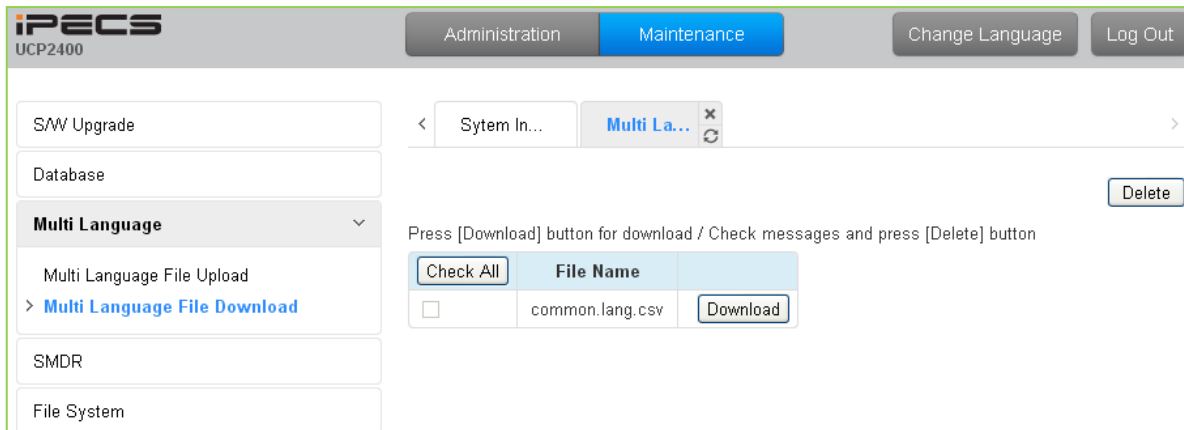 iPECS
UCP2400
Administration
Maintenance
Change Language
Log Out
S/W Upgrade
Database
Multi Language
Multi Language File Upload
> Multi Language File Download
SMDR
File System
< Sytem In... Multi La... >
Delete
Press [Download] button for download / Check messages and press [Delete] button
Check All File Name
common.lang.csv Download